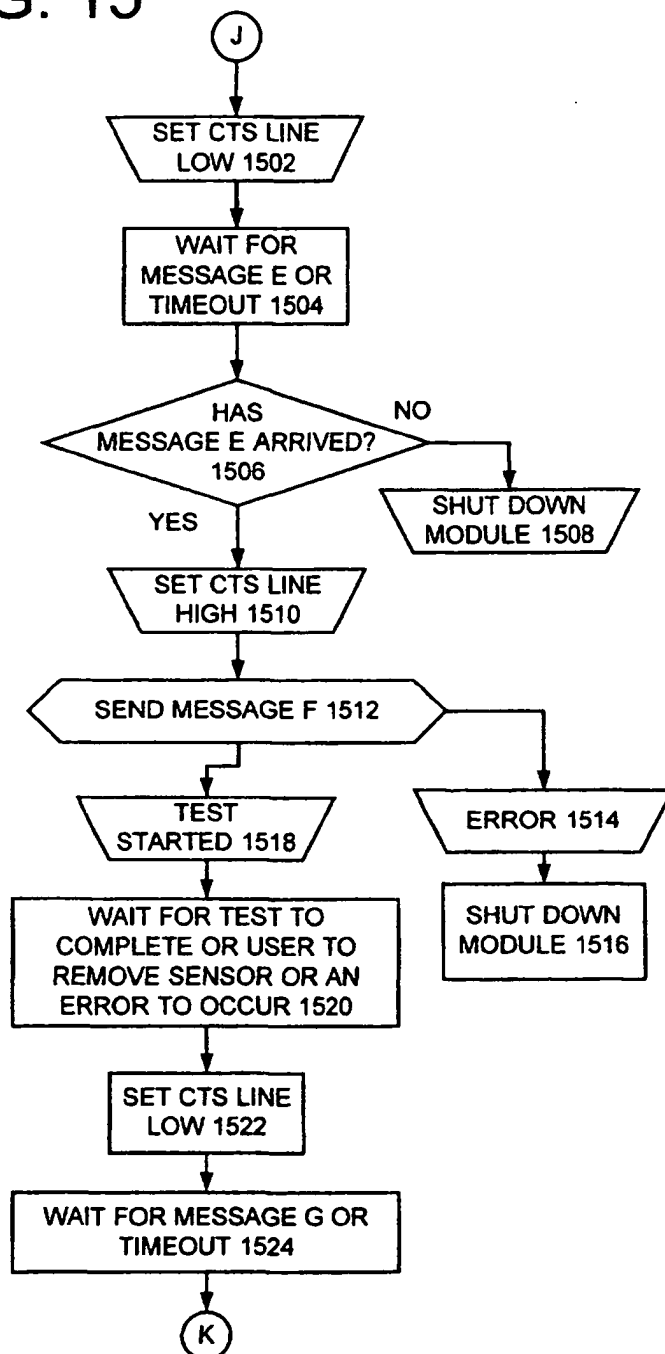 G. 15
J
SET CTS LINE
LOW 1502
WAIT FOR
MESSAGE E OR
TIMEOUT 1504
HAS
MESSAGE E ARRIVED?
1506
NO
YES
SHUT DOWN
MODULE 1508
SET CTS LINE
HIGH 1510
SEND MESSAGE F 1512
TEST
STARTED 1518
ERROR 1514
WAIT FOR TEST TO
COMPLETE OR USER TO
REMOVE SENSOR OR AN
ERROR TO OCCUR 1520
SHUT DOWN
MODULE 1516
SET CTS LINE
LOW 1522
WAIT FOR MESSAGE G OR
TIMEOUT 1524
K